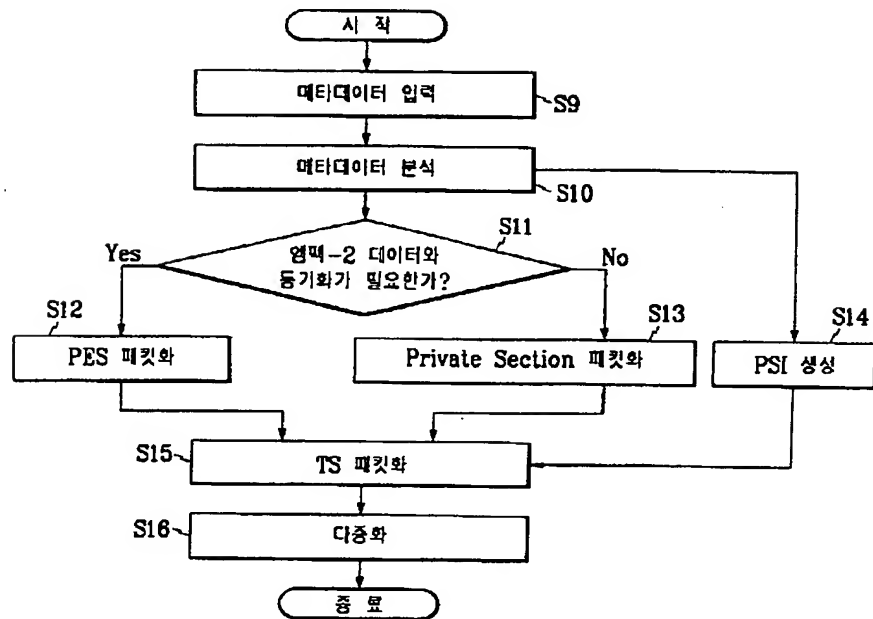 시 작
메타데이터 입력
S9
메타데이터 분석
S10
S11
Yes
엠펙-2 데이터와
동기화가 필요한가?
No
S12
S13
S14
PES 패킷화
Private Section 패킷화
PSI 생성
S15
TS 패킷화
S16
다중화
종 료